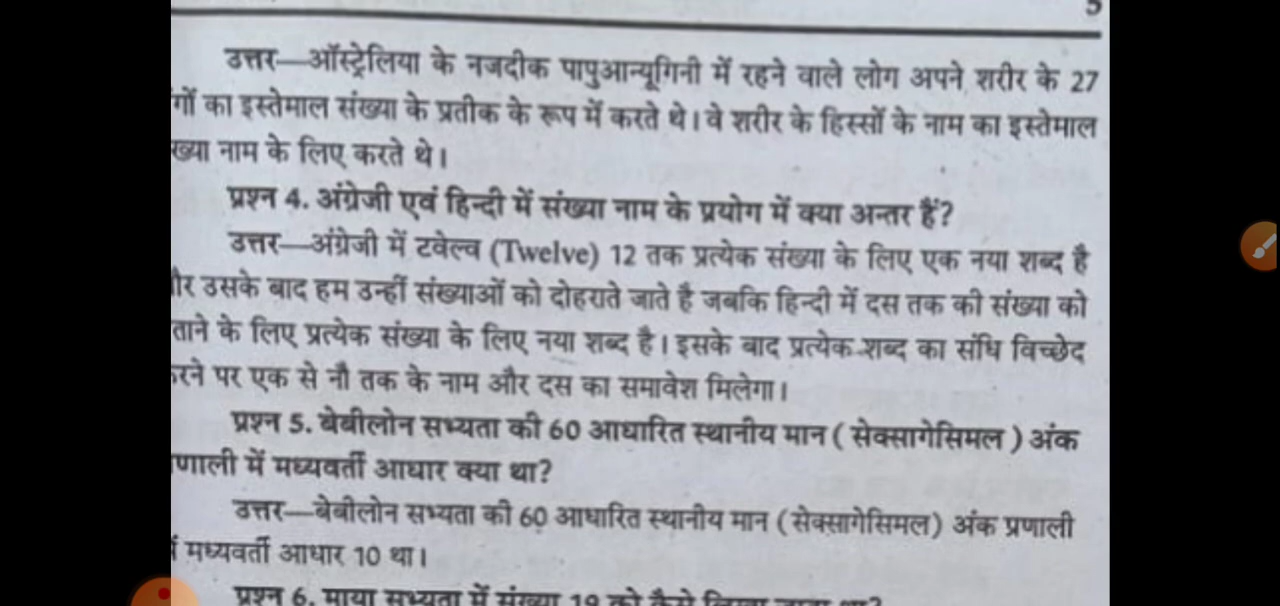 5
उत्तर—ऑस्ट्रेलिया के नजदीक पापुआन्यूगिनी में रहने वाले लोग अपने शरीर के 27
गों का इस्तेमाल संख्या के प्रतीक के रूप में करते थे। वे शरीर के हिस्सों के नाम का इस्तेमाल
ख्या नाम के लिए करते थे।
प्रश्न 4. अंग्रेजी एवं हिन्दी में संख्या नाम के प्रयोग में क्या अन्तर हैं?
उत्तर—अंग्रेजी में टवेल्व (Twelve) 12 तक प्रत्येक संख्या के लिए एक नया शब्द है
और उसके बाद हम उन्हीं संख्याओं को दोहराते जाते है जबकि हिन्दी में दस तक की संख्या को
ताने के लिए प्रत्येक संख्या के लिए नया शब्द है। इसके बाद प्रत्येक-शब्द का संधि विच्छेद
रने पर एक से नौ तक के नाम और दस का समावेश मिलेगा।
प्रश्न 5. बेबीलोन सभ्यता की 60 आधारित स्थानीय मान ( सेक्सागेसिमल ) अंक
णाली में मध्यवर्ती आधार क्या था?
उत्तर—बेबीलोन सभ्यता की 60 आधारित स्थानीय मान (सेक्सागेसिमल) अंक प्रणाली
में मध्यवर्ती आधार 10 था।
प्रश्न 6. माया सभ्यता में संख्या 19 को कैसे लिखा जाता था?